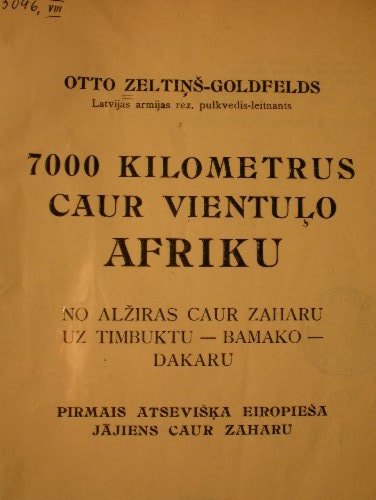 3096, VIII
OTTO ZELTIŅŠ-GOLDFELDS
Latvijas armijas rez. pulkvedis-leitnants
7000 KILOMETRUS
CAUR VIENTUĻO
AFRIKU
NO ALŽIRAS CAUR ZAHARU
UZ TIMBUKTU — BAMAKO —
DAKARU
PIRMAIS ATSEVIŠĶA EIROPIEŠA
JĀJIENS CAUR ZAHARU